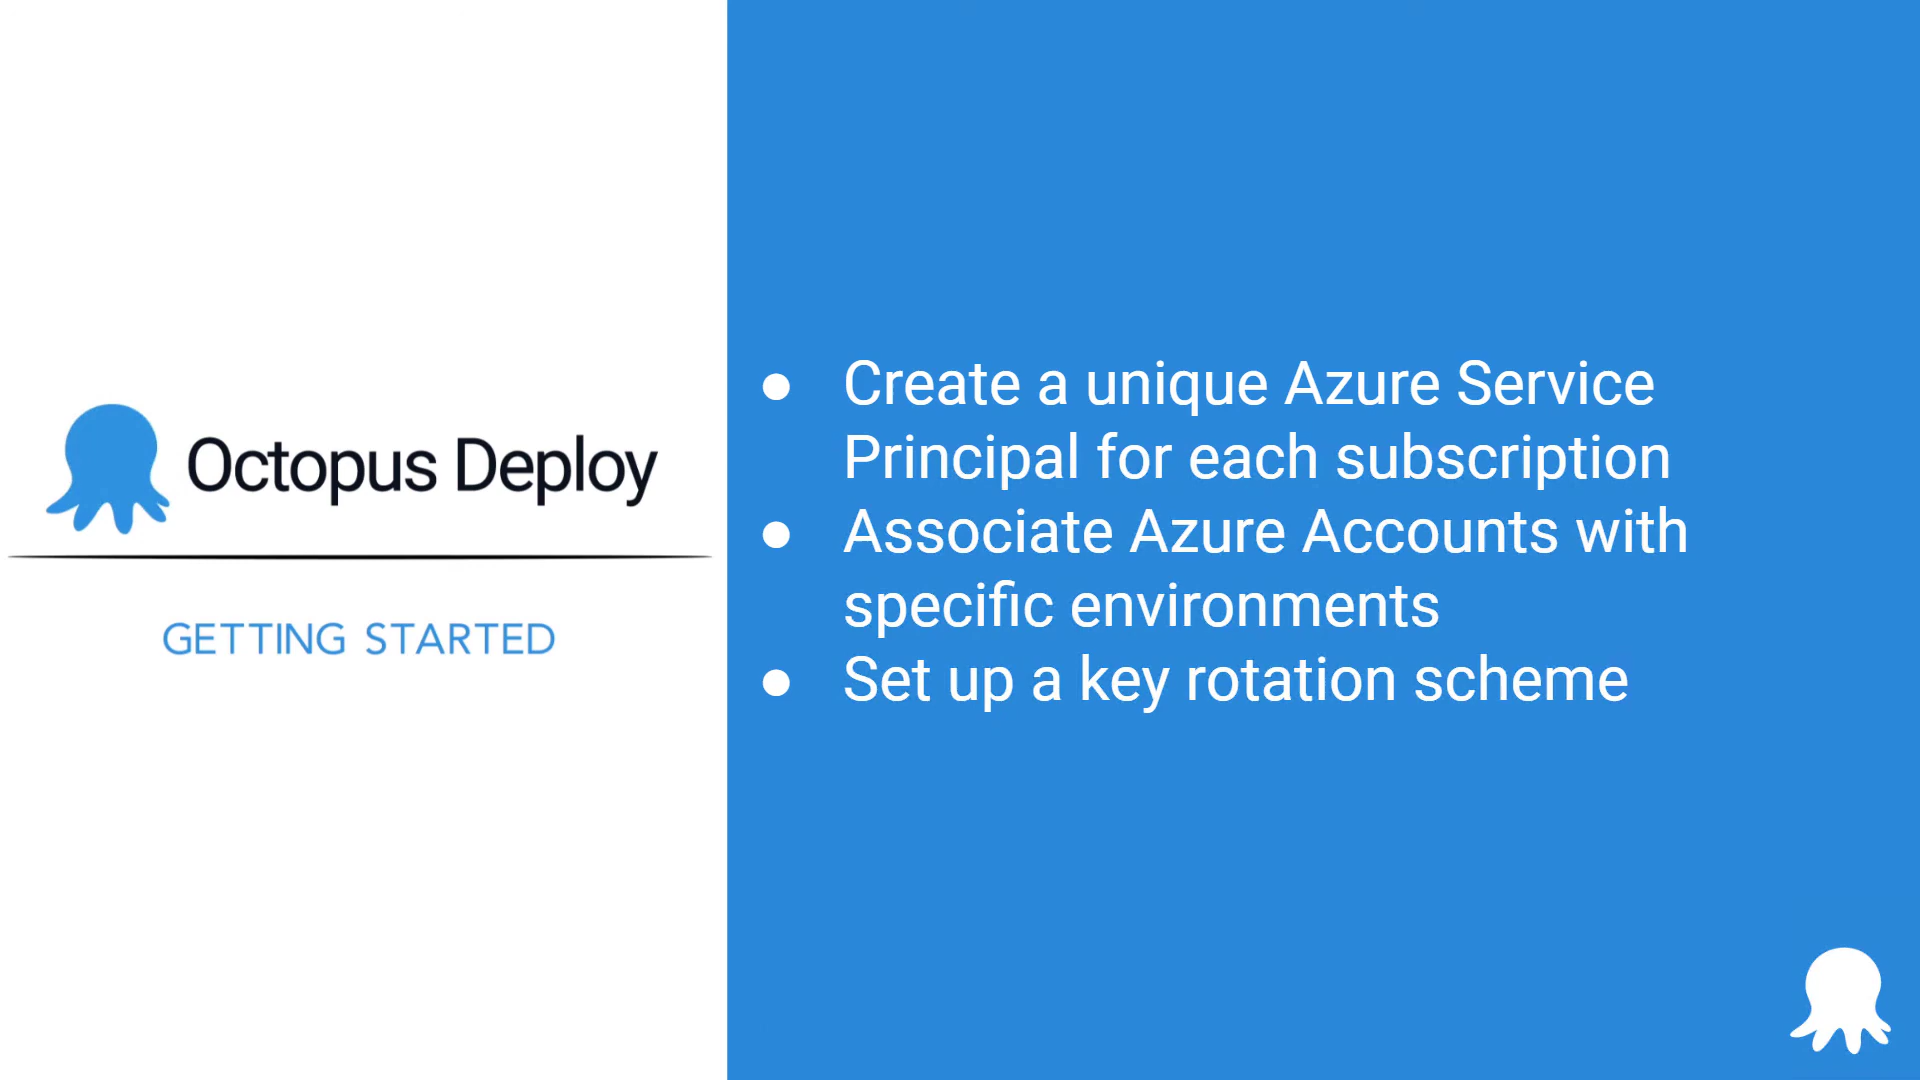 Octopus Deploy
GETTING STARTED
● Create a unique Azure Service
Principal for each subscription
● Associate Azure Accounts with
specific environments
● Set up a key rotation scheme